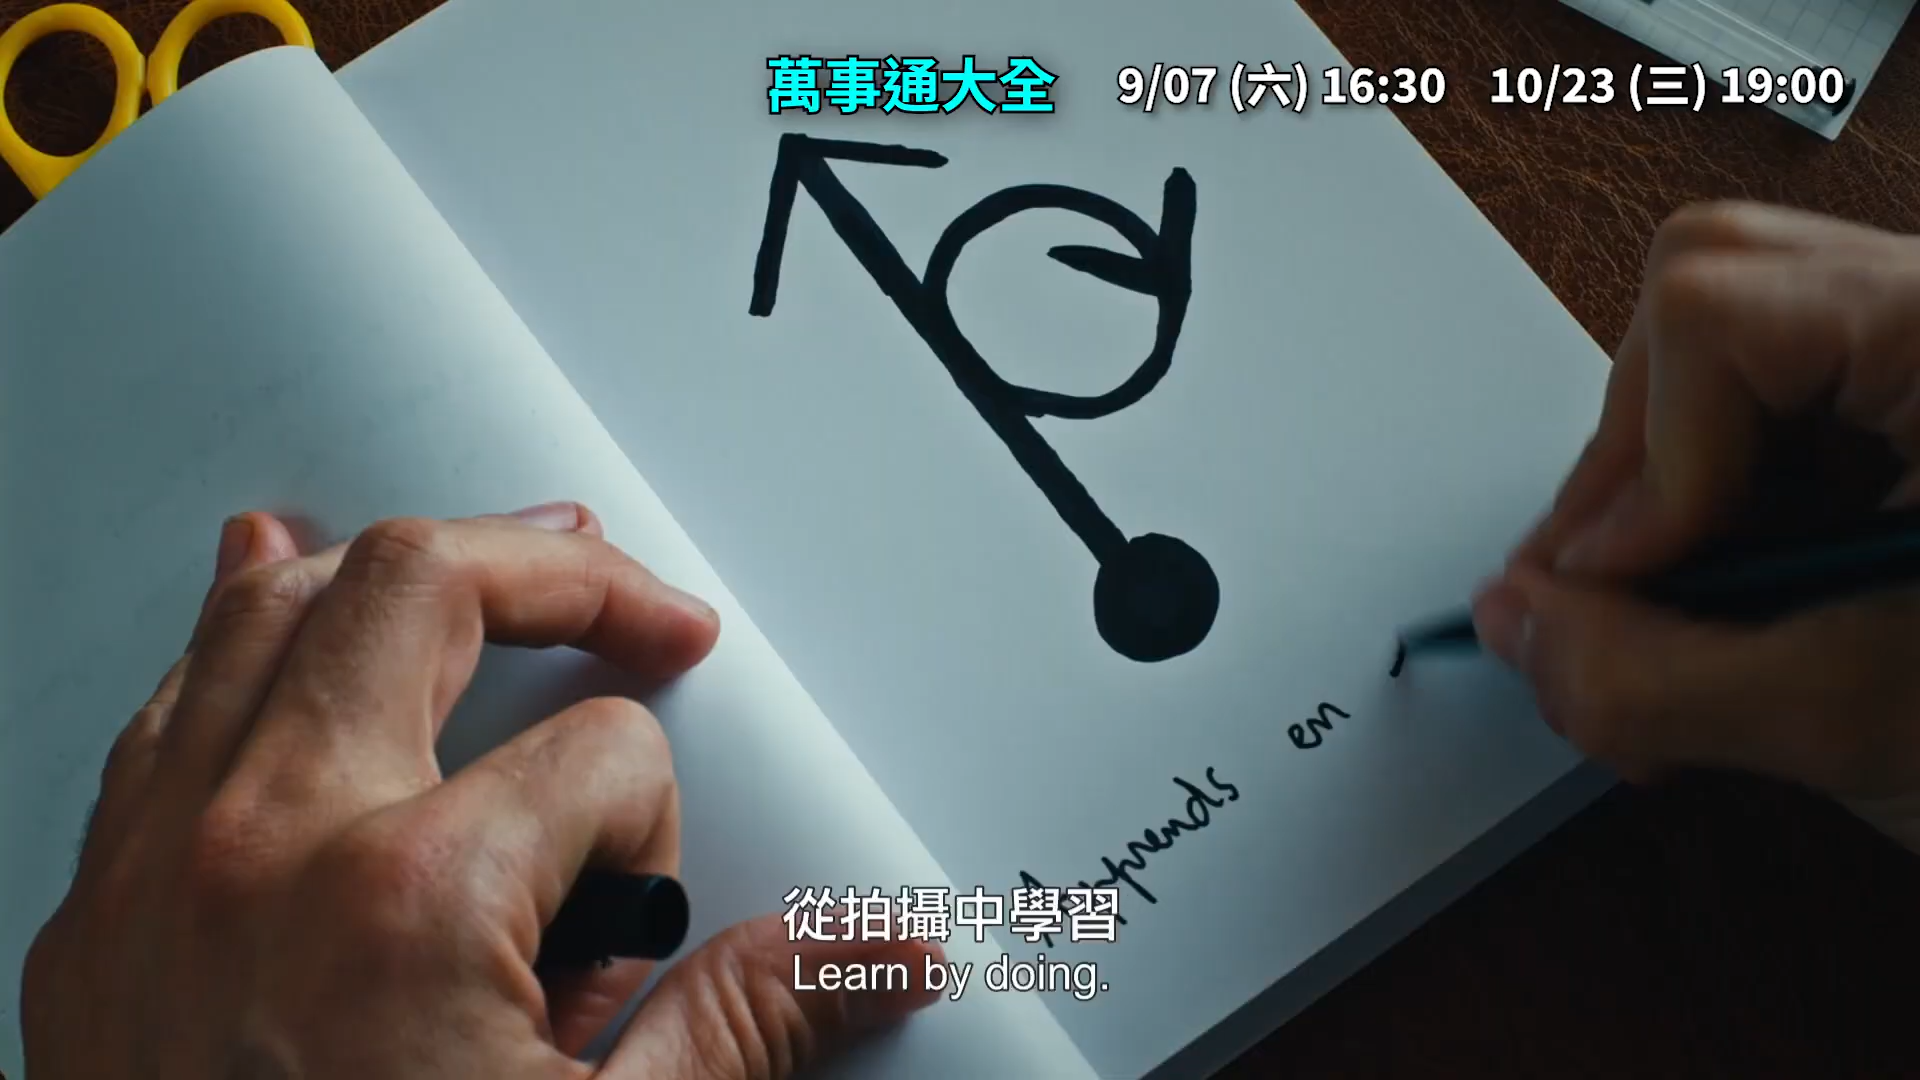 萬事通大全 9/07 (六) 16:30 10/23 (三) 19:00
Apprends en
從拍攝中學習
Learn by doing.